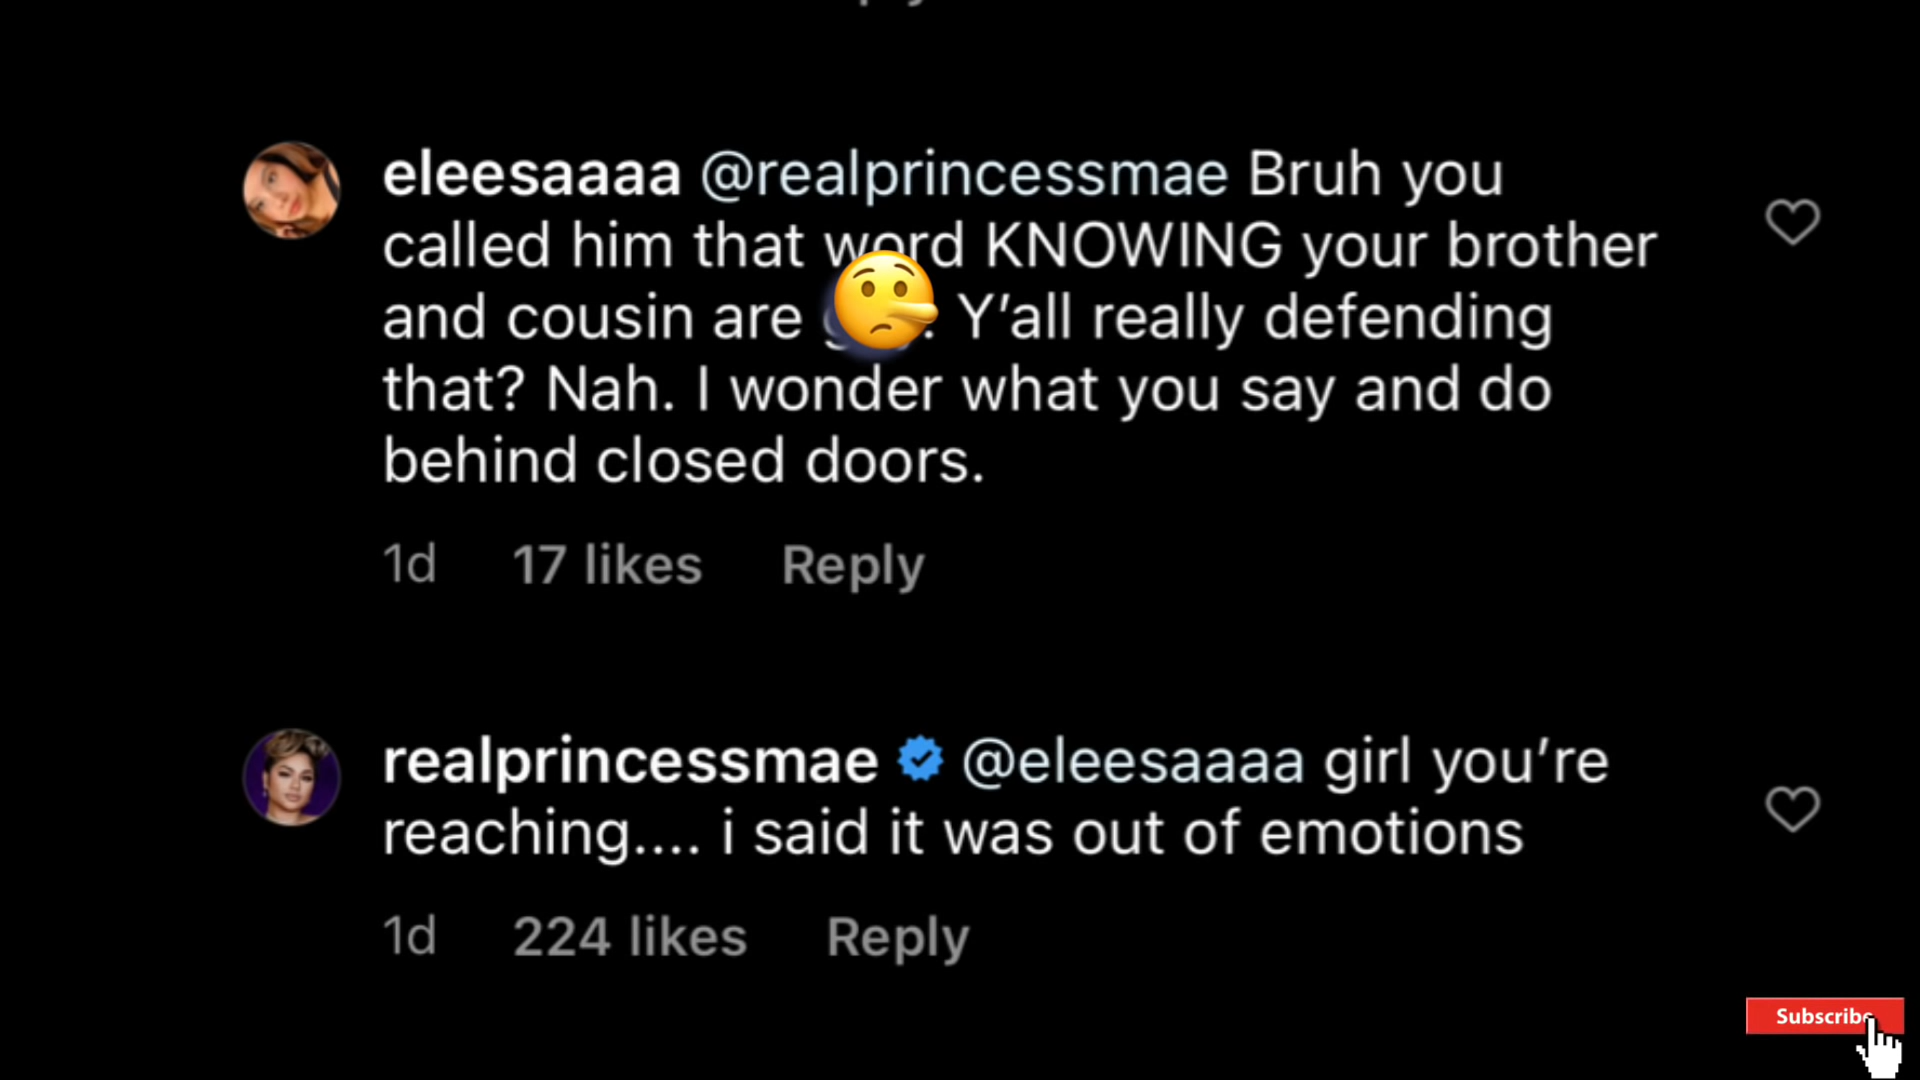 eleesaaaa @realprincessmae Bruh you
called him that word KNOWING your brother
and cousin are Y’all really defending
that? Nah. I wonder what you say and do
behind closed doors.
1d 17 likes Reply
realprincessmae @eleesaaaa girl you’re
reaching.... i said it was out of emotions
1d 224 likes Reply
Subscribe